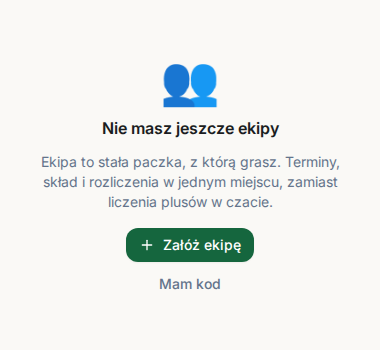 Nie masz jeszcze ekipy
Ekipa to stała paczka, z którą grasz. Terminy,
skład i rozliczenia w jednym miejscu, zamiast
liczenia plusów w czacie.
+ Załóż ekipę
Mam kod